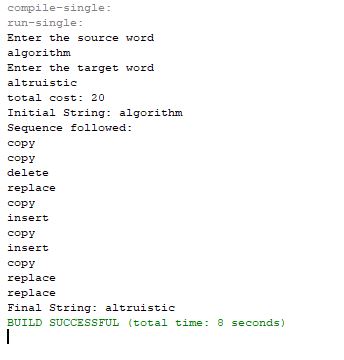 compile-single:
run-single:
Enter the source word
algorithm
Enter the target word
altruistic
total cost: 20
Initial String: algorithm
Sequence followed:
copy
copy
delete
replace
copy
insert
copy
insert
copy
replace
replace
Final String: altruistic
BUILD SUCCESSFUL (total time: 8 seconds)